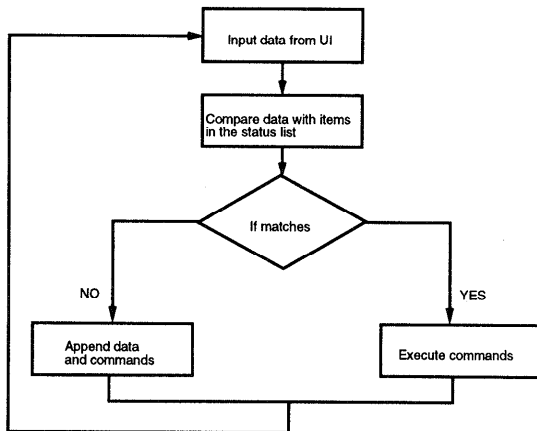 Input data from UI
Compare data with items
in the status list
If matches
NO
YES
Append data
and commands
Execute commands